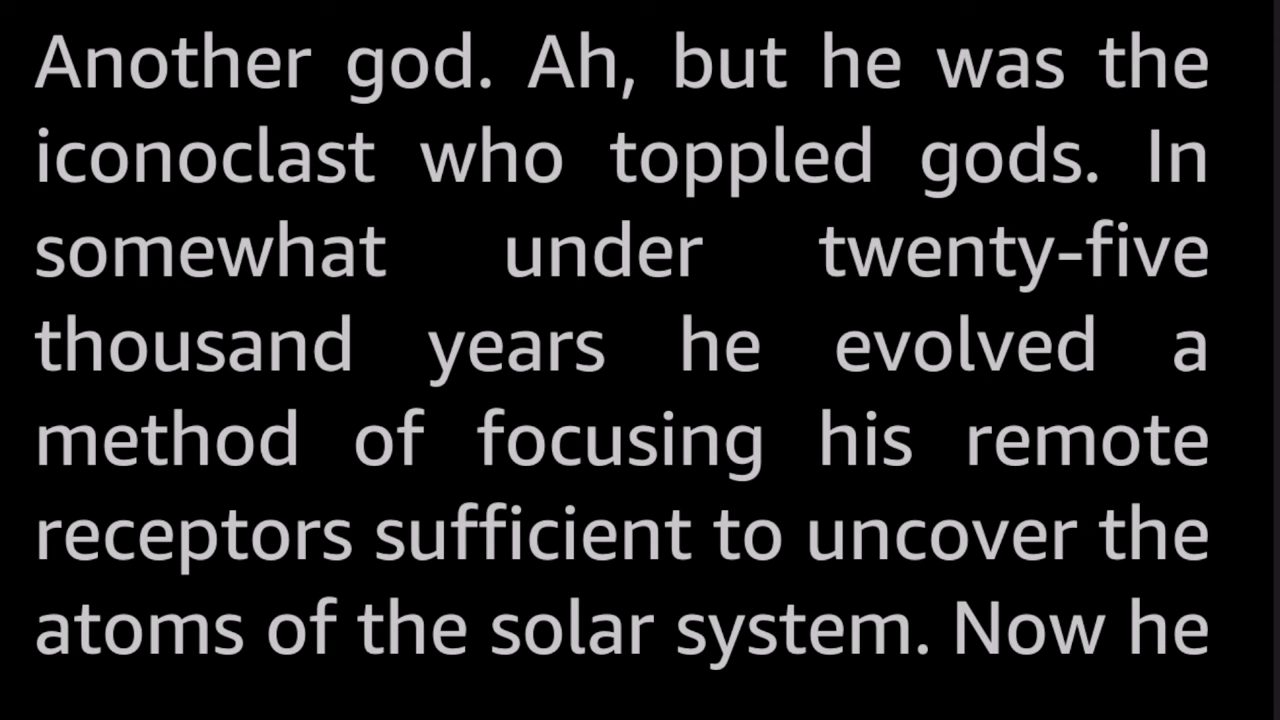 Another god. Ah, but he was the
iconoclast who toppled gods. In
somewhat under twenty-five
thousand years he evolved a
method of focusing his remote
receptors sufficient to uncover the
atoms of the solar system. Now he